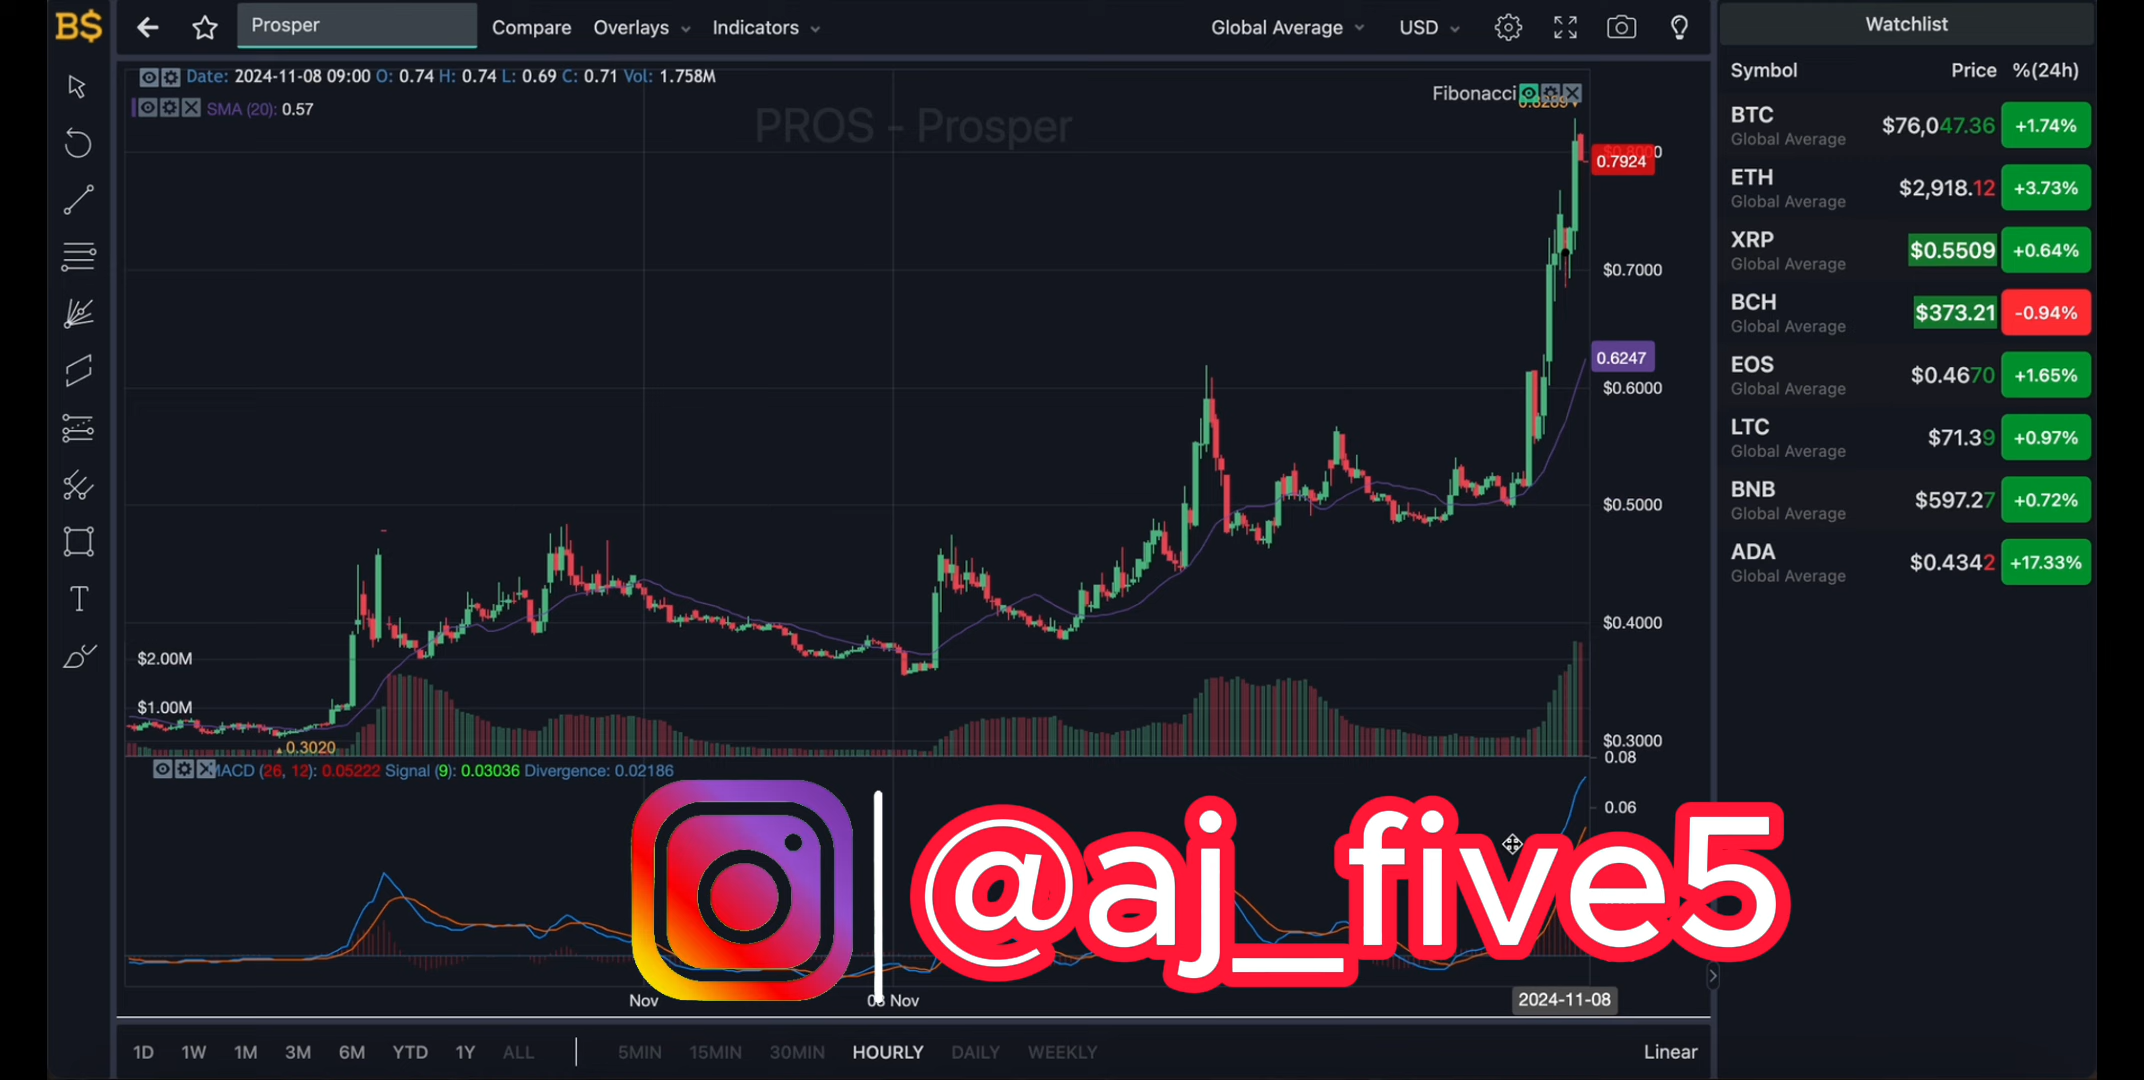 B$
Prosper
Compare
Overlays
Indicators
Global Average
USD
Watchlist
Date: 2024-11-08 09:00 O: 0.74 H: 0.74 L: 0.69 C: 0.71 Vol: 1.758M
SMA (20): 0.57
PROS - Prosper
Fibonacci
0.8289
$0.8000
0.7924
$0.7000
0.6247
$0.6000
$0.5000
$0.4000
$0.3000
$2.00M
$1.00M
0.3020
MACD (26, 12): 0.05222 Signal (9): 0.03036 Divergence: 0.02186
0.08
0.06
@aj_five5
Nov
03 Nov
2024-11-08
1D 1W 1M 3M 6M YTD 1Y ALL
5MIN 15MIN 30MIN HOURLY DAILY WEEKLY
Linear
Symbol Price %(24h)
BTC $76,047.36 +1.74%
Global Average
ETH $2,918.12 +3.73%
Global Average
XRP $0.5509 +0.64%
Global Average
BCH $373.21 -0.94%
Global Average
EOS $0.4670 +1.65%
Global Average
LTC $71.39 +0.97%
Global Average
BNB $597.27 +0.72%
Global Average
ADA $0.4342 +17.33%
Global Average
T